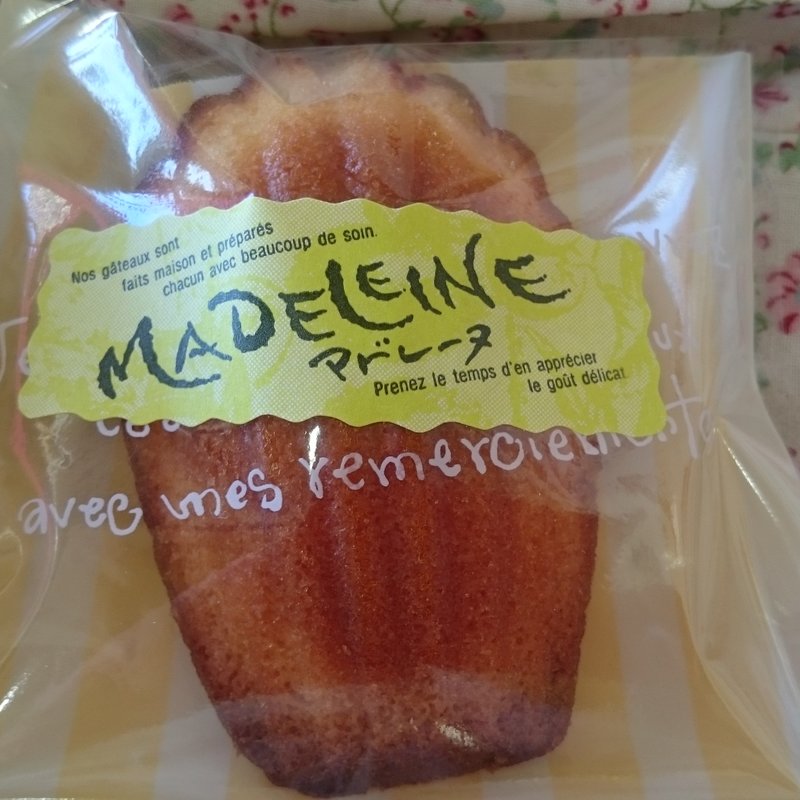 Nos gâteaux sont
faits maison et préparés
chacun avec beaucoup de soin.
MADELEINE
マドレーヌ
Prenez le temps d'en apprécier
le goût délicat.
avec mes remerciements